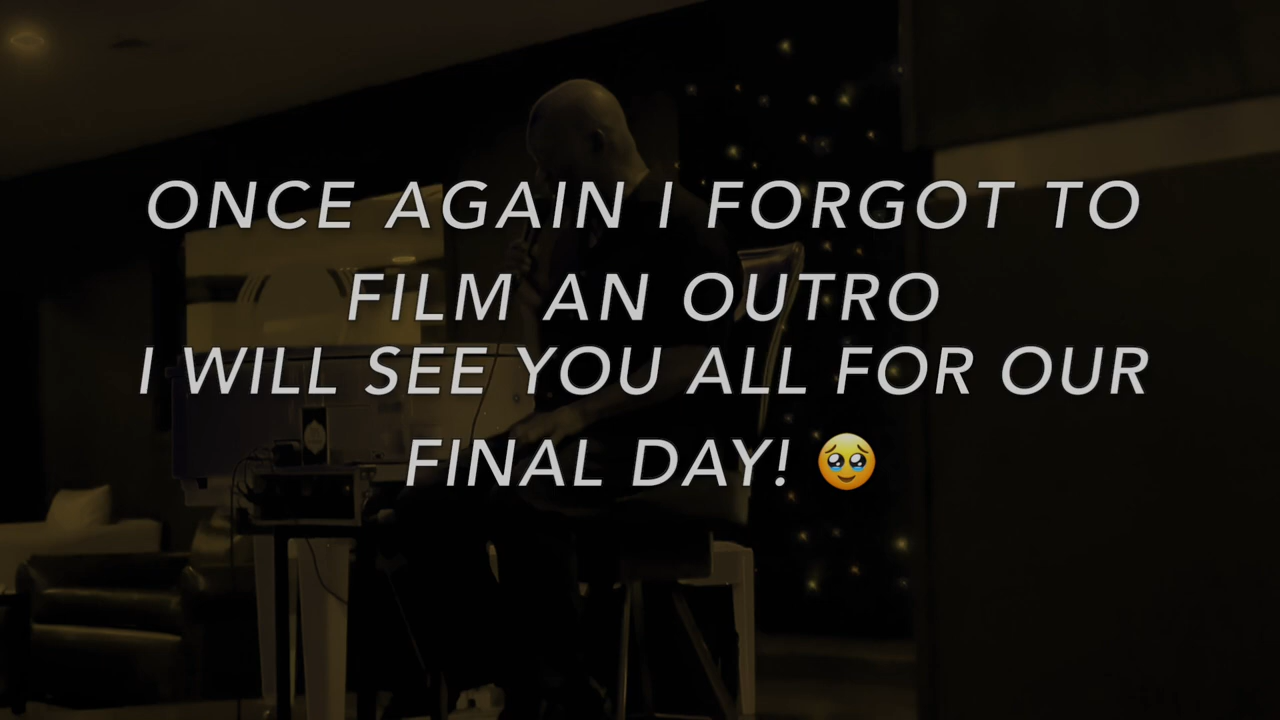 ONCE AGAIN I FORGOT TO
FILM AN OUTRO
I WILL SEE YOU ALL FOR OUR
FINAL DAY! 🥹